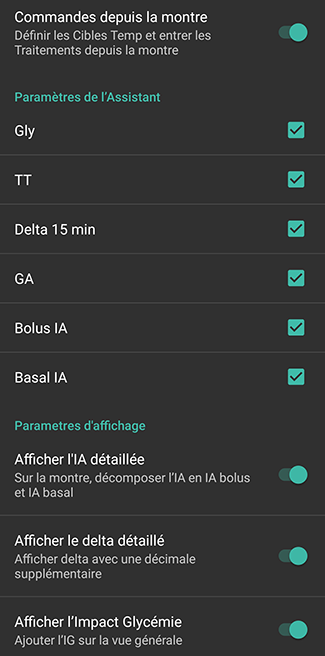 Commandes depuis la montre
Définir les Cibles Temp et entrer les
Traitements depuis la montre
Paramètres de l'Assistant
Gly
TT
Delta 15 min
GA
Bolus IA
Basal IA
Parametres d'affichage
Afficher l'IA détaillée
Sur la montre, décomposer l'IA en IA bolus
et IA basal
Afficher le delta détaillé
Afficher delta avec une décimale
supplémentaire
Afficher l'Impact Glycémie
Ajouter l'IG sur la vue générale